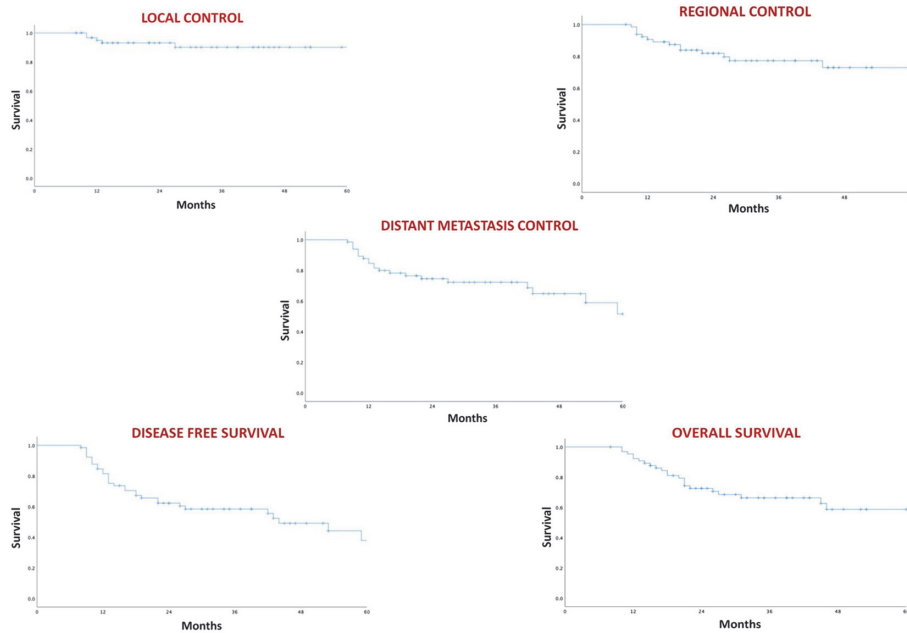 LOCAL CONTROL
1.0
0.8
0.6
0.4
0.2
0.0
Survival
0 12 24 36 48 60
Months
REGIONAL CONTROL
1.0
0.8
0.6
0.4
0.2
0.0
Survival
0 12 24 36 48
Months
DISTANT METASTASIS CONTROL
1.0
0.8
0.6
0.4
0.2
0.0
Survival
0 12 24 36 48 60
Months
DISEASE FREE SURVIVAL
1.0
0.8
0.6
0.4
0.2
0.0
Survival
0 12 24 36 48 60
Months
OVERALL SURVIVAL
1.0
0.8
0.6
0.4
0.2
0.0
Survival
0 12 24 36 48 60
Months